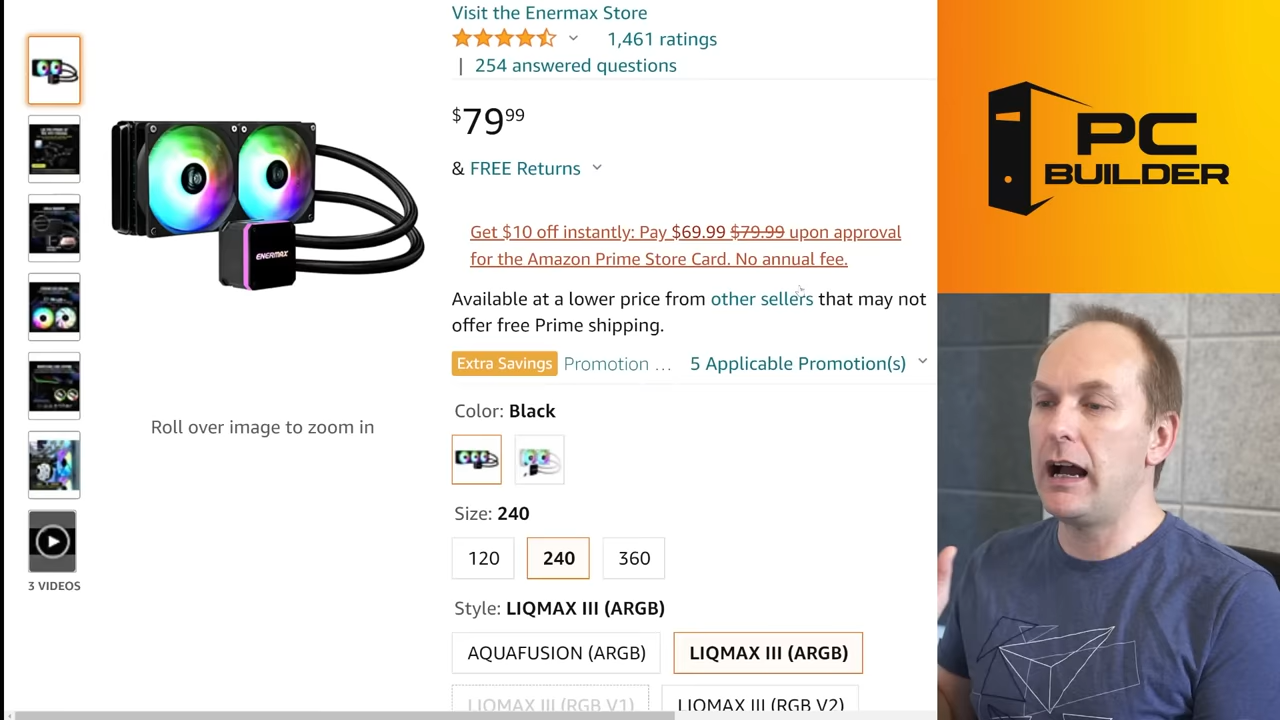 Visit the Enermax Store
1,461 ratings
| 254 answered questions
$79.99
& FREE Returns
Get $10 off instantly: Pay $69.99 $79.99 upon approval
for the Amazon Prime Store Card. No annual fee.
Available at a lower price from other sellers that may not
offer free Prime shipping.
Extra Savings Promotion … 5 Applicable Promotion(s)
Color: Black
Roll over image to zoom in
Size: 240
120 240 360
3 VIDEOS
Style: LIQMAX III (ARGB)
AQUAFUSION (ARGB) LIQMAX III (ARGB)
LIQMAX III (RGB V1) LIQMAX III (RGB V2)
ENERMAX
PC
BUILDER